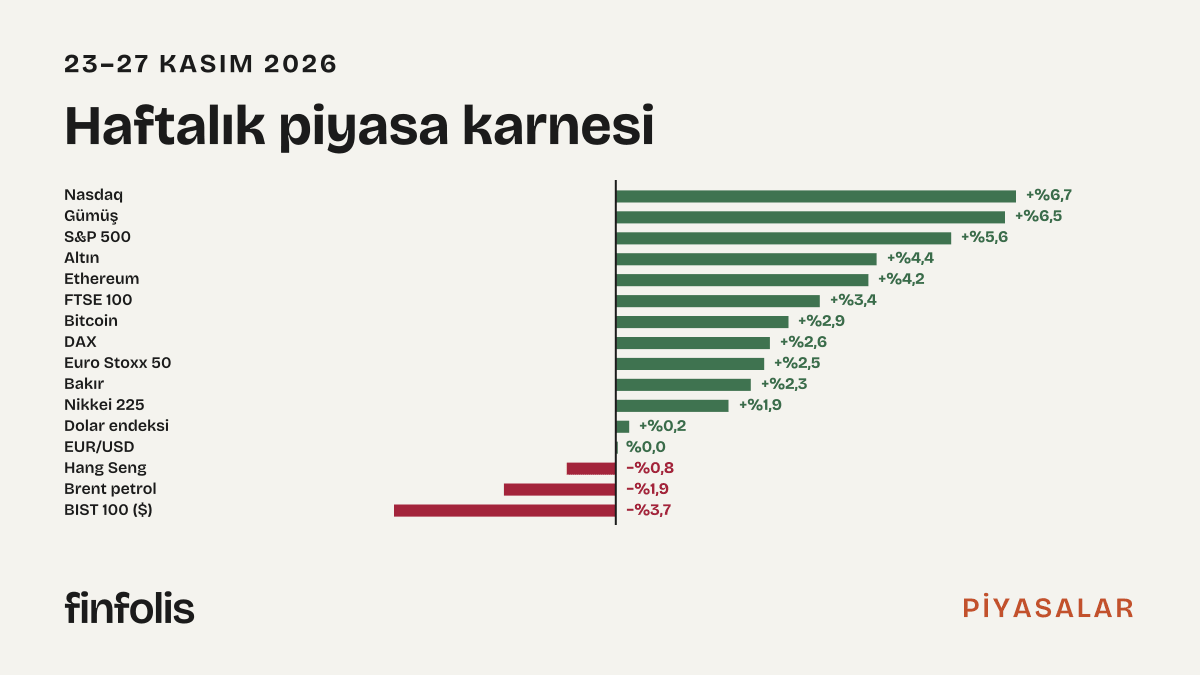 23–27 KASIM 2026
Haftalık piyasa karnesi
Nasdaq +%6,7
Gümüş +%6,5
S&P 500 +%5,6
Altın +%4,4
Ethereum +%4,2
FTSE 100 +%3,4
Bitcoin +%2,9
DAX +%2,6
Euro Stoxx 50 +%2,5
Bakır +%2,3
Nikkei 225 +%1,9
Dolar endeksi +%0,2
EUR/USD %0,0
Hang Seng −%0,8
Brent petrol −%1,9
BIST 100 ($) −%3,7
finfolis
PİYASALAR